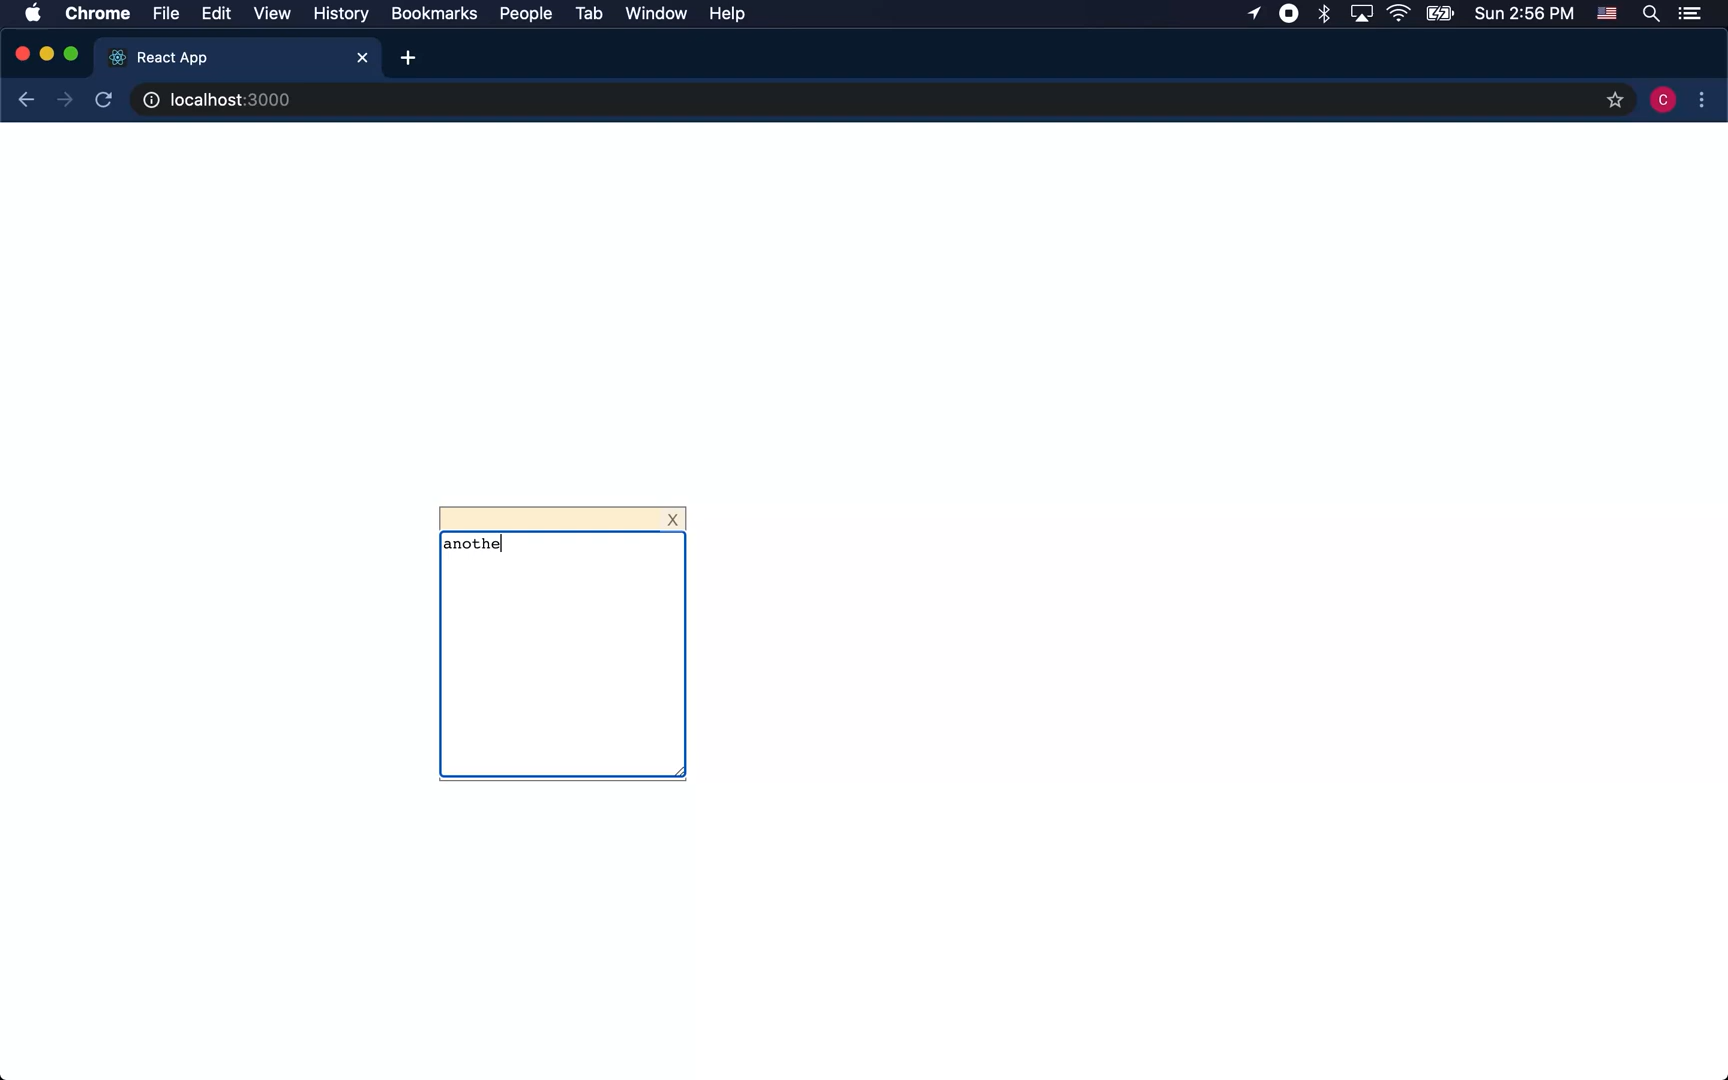 Chrome File Edit View History Bookmarks People Tab Window Help Sun 2:56 PM
React App
localhost:3000 C
X
anothe